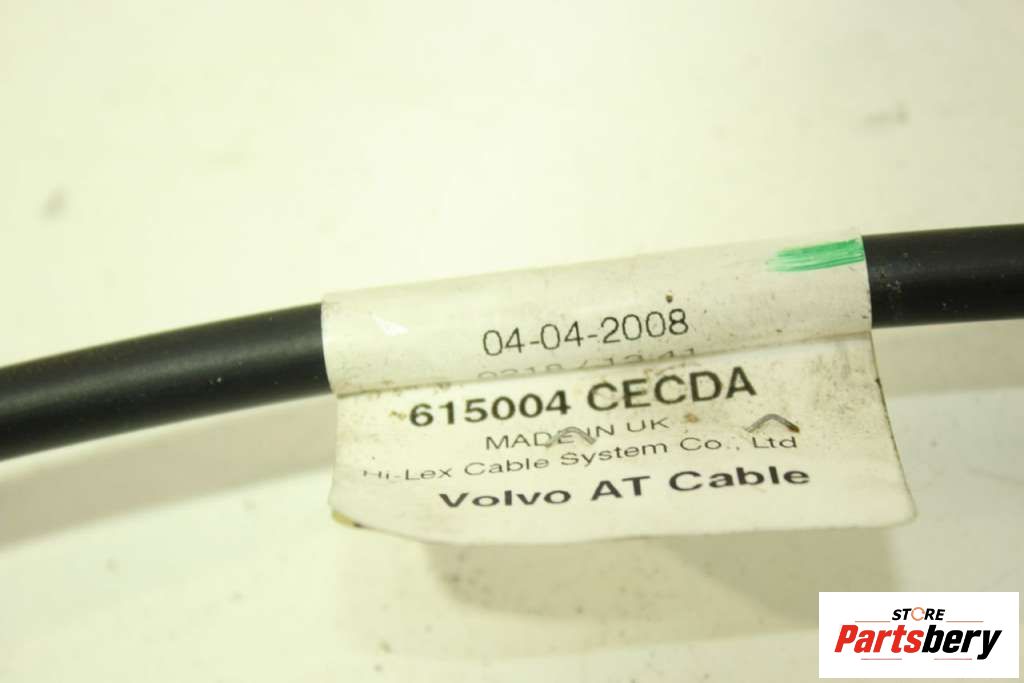 04-04-2008
615004 CECDA
MADE IN UK
Hi-Lex Cable System Co., Ltd
Volvo AT Cable
STORE
Partsbery